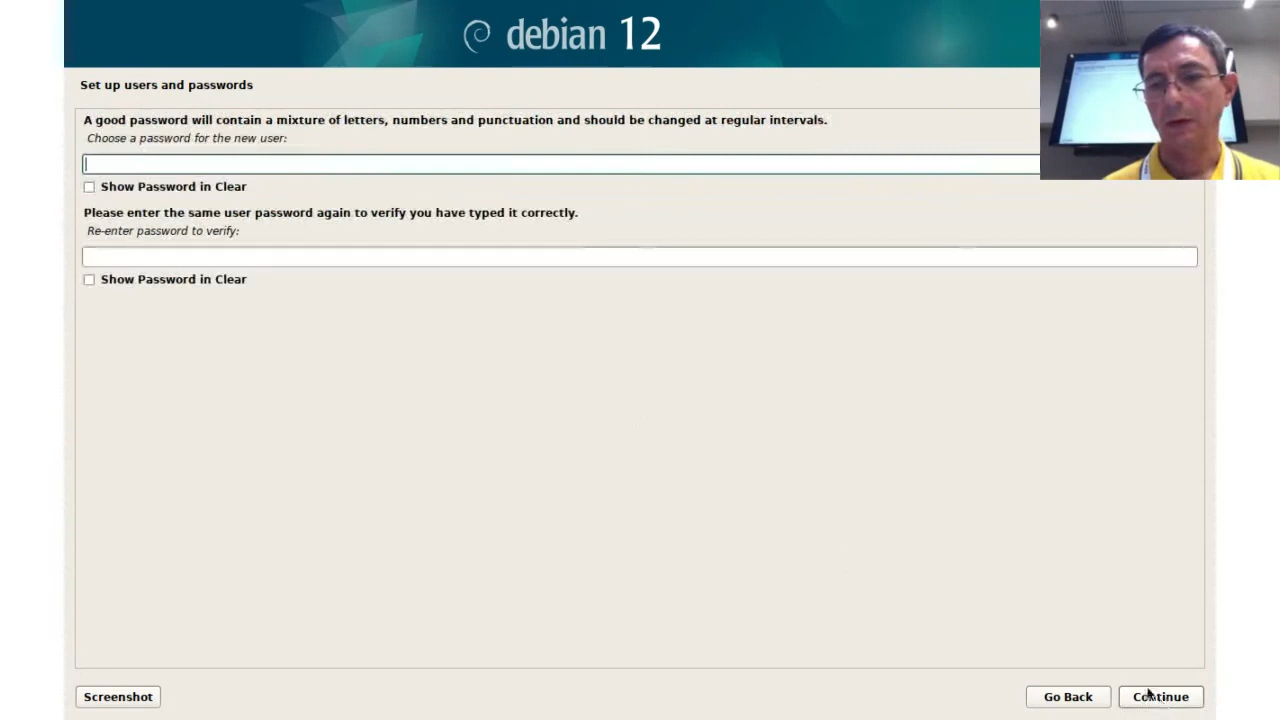 debian 12
Set up users and passwords
A good password will contain a mixture of letters, numbers and punctuation and should be changed at regular intervals.
Choose a password for the new user:
Show Password in Clear
Please enter the same user password again to verify you have typed it correctly.
Re-enter password to verify:
Show Password in Clear
Screenshot
Go Back
Continue